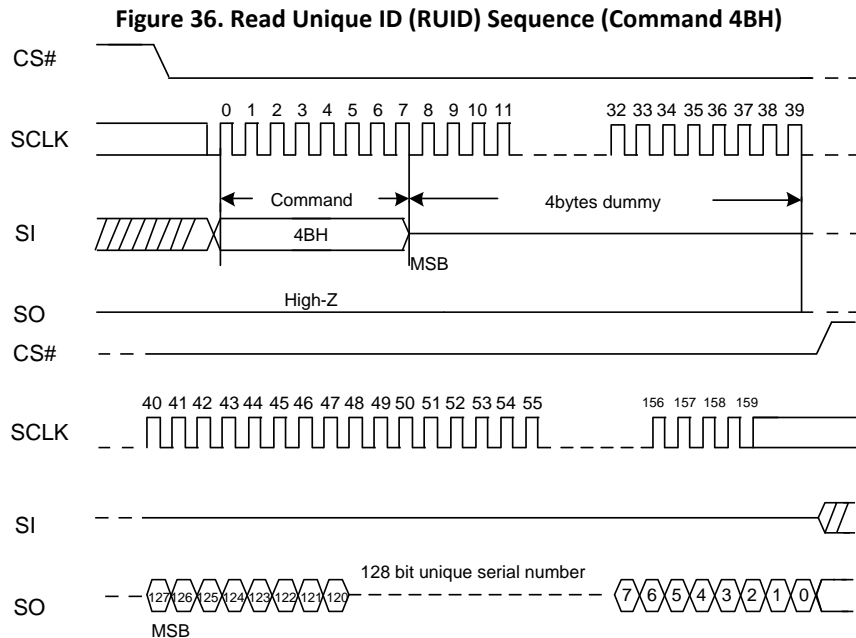 Figure 36. Read Unique ID (RUID) Sequence (Command 4BH)
CS#
0 1 2 3 4 5 6 7 8 9 10 11 32 33 34 35 36 37 38 39
SCLK
Command 4bytes dummy
SI 4BH
MSB
High-Z
SO
CS#
40 41 42 43 44 45 46 47 48 49 50 51 52 53 54 55 156 157 158 159
SCLK
SI
128 bit unique serial number
SO 127 126 125 124 123 122 121 120 7 6 5 4 3 2 1 0
MSB